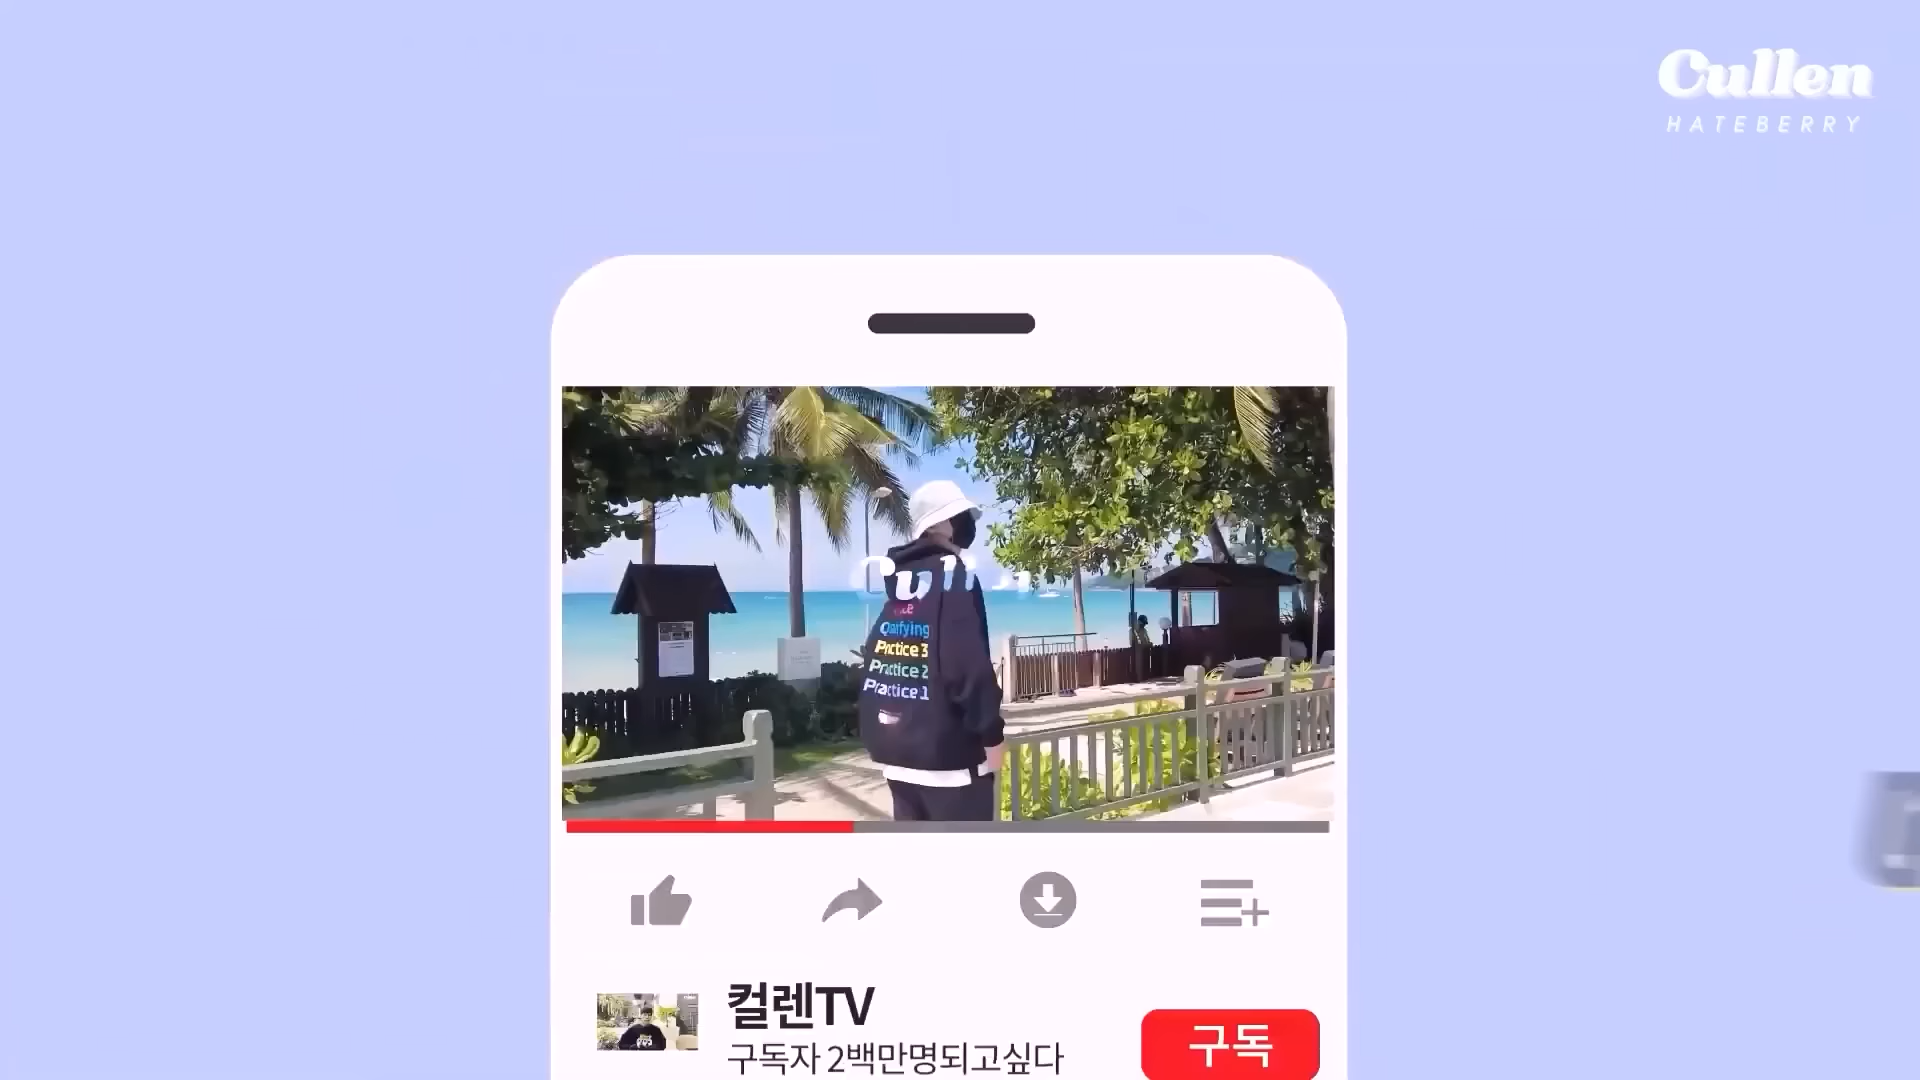 Cullen
HATEBERRY
Qualifying
Practice 3
Practice 2
Practice 1
컬렌TV
구독자 2백만명되고싶다
구독